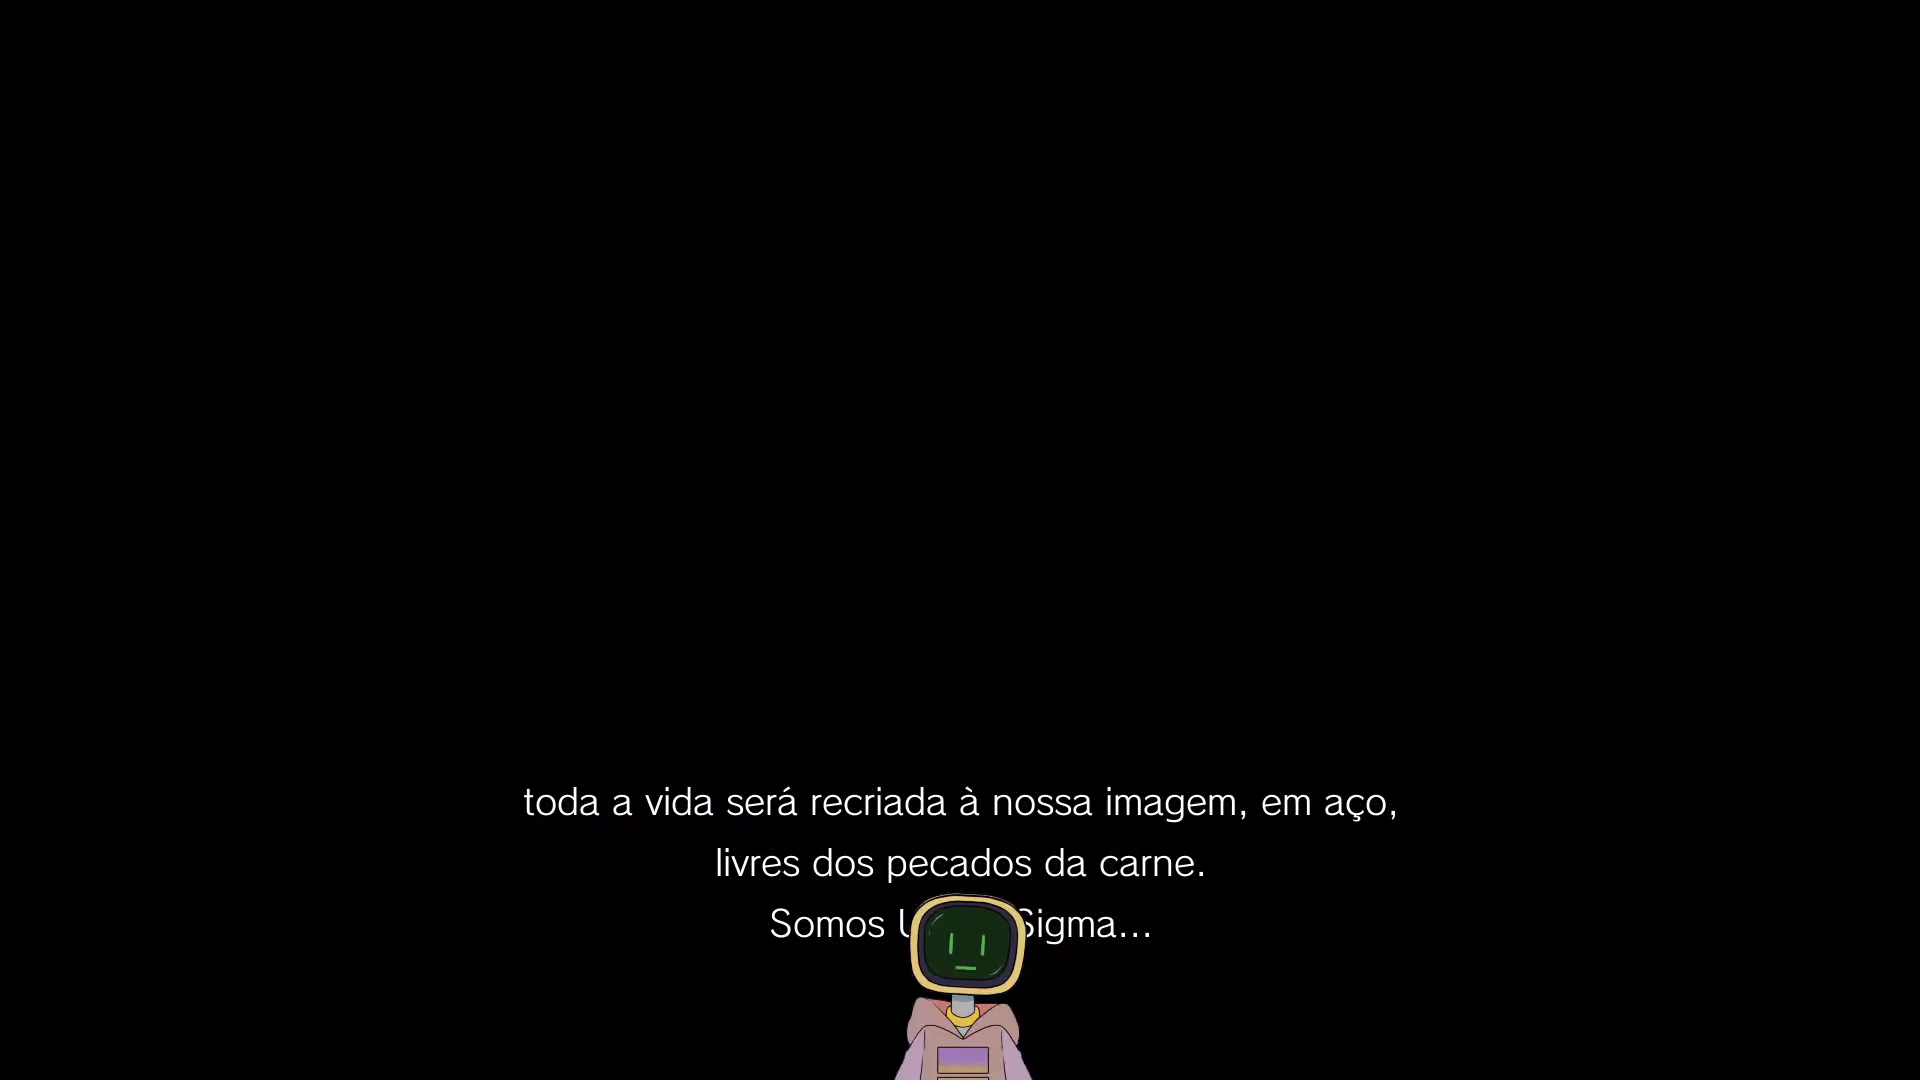 toda a vida será recriada à nossa imagem, em aço,
livres dos pecados da carne.
Somos Sigma...